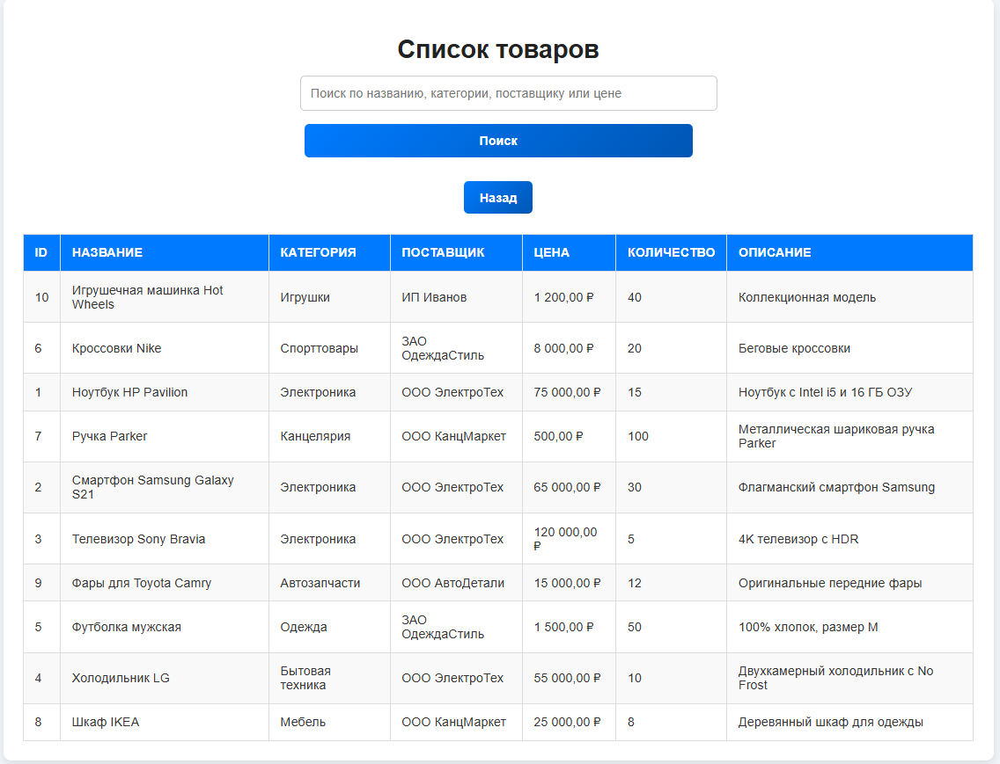 Список товаров
Поиск по названию, категории, поставщику или цене
Поиск
Назад
ID НАЗВАНИЕ КАТЕГОРИЯ ПОСТАВЩИК ЦЕНА КОЛИЧЕСТВО ОПИСАНИЕ
10 Игрушечная машинка Hot Wheels Игрушки ИП Иванов 1 200,00 ₽ 40 Коллекционная модель
6 Кроссовки Nike Спорттовары ЗАО ОдеждаСтиль 8 000,00 ₽ 20 Беговые кроссовки
1 Ноутбук HP Pavilion Электроника ООО ЭлектроТех 75 000,00 ₽ 15 Ноутбук с Intel i5 и 16 ГБ ОЗУ
7 Ручка Parker Канцелярия ООО КанцМаркет 500,00 ₽ 100 Металлическая шариковая ручка Parker
2 Смартфон Samsung Galaxy S21 Электроника ООО ЭлектроТех 65 000,00 ₽ 30 Флагманский смартфон Samsung
3 Телевизор Sony Bravia Электроника ООО ЭлектроТех 120 000,00 ₽ 5 4K телевизор с HDR
9 Фары для Toyota Camry Автозапчасти ООО АвтоДетали 15 000,00 ₽ 12 Оригинальные передние фары
5 Футболка мужская Одежда ЗАО ОдеждаСтиль 1 500,00 ₽ 50 100% хлопок, размер M
4 Холодильник LG Бытовая техника ООО ЭлектроТех 55 000,00 ₽ 10 Двухкамерный холодильник с No Frost
8 Шкаф IKEA Мебель ООО КанцМаркет 25 000,00 ₽ 8 Деревянный шкаф для одежды